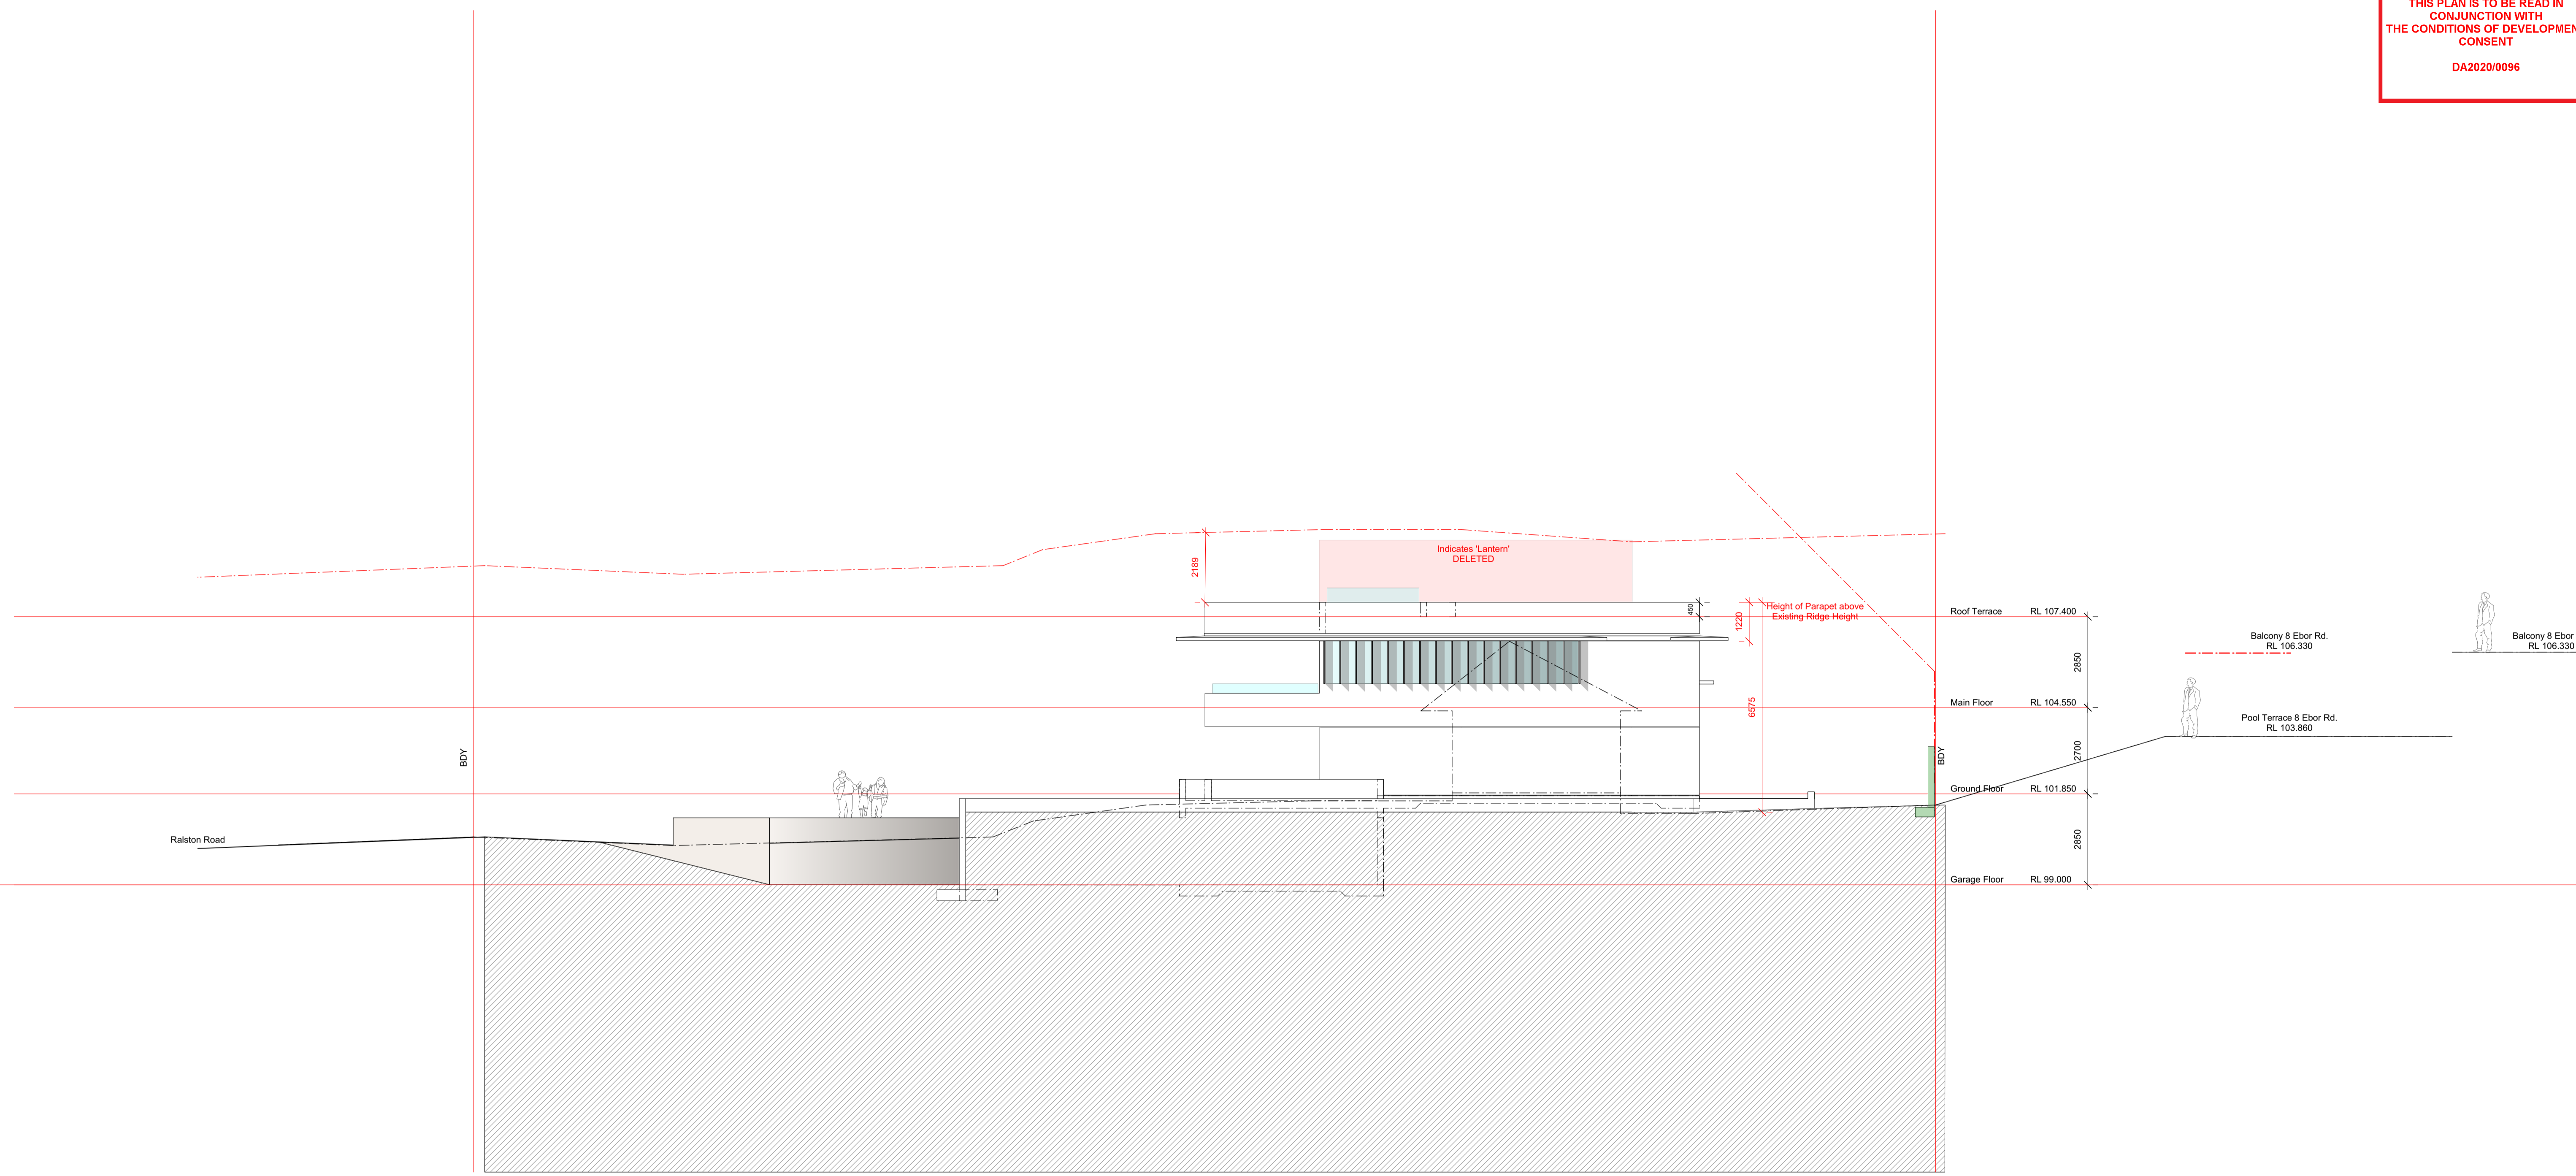 THIS PLAN IS TO BE READ IN
CONJUNCTION WITH
THE CONDITIONS OF DEVELOPMEN
CONSENT
DA2020/0096
Indicates 'Lantern'
DELETED
2189
450
1220
Height of Parapet above
Existing Ridge Height
6575
Roof Terrace RL 107.400
2850
Balcony 8 Ebor Rd.
RL 106.330
Balcony 8 Ebor
RL 106.330
Main Floor RL 104.550
Pool Terrace 8 Ebor Rd.
RL 103.860
2700
BDY
BDY
Ground Floor RL 101.850
2850
Ralston Road
Garage Floor RL 99.000